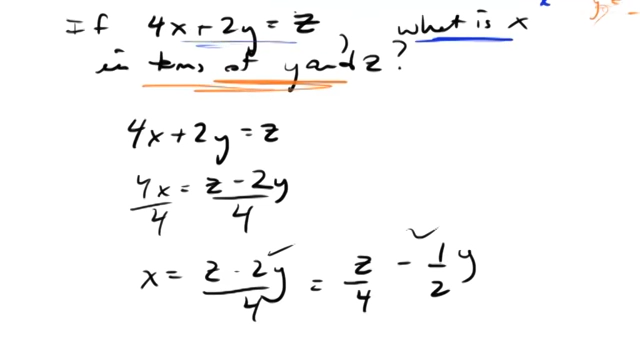 If 4x + 2y = z, what is x
in terms of y and z?
4x + 2y = z
4x/4 = z - 2y/4
x = z - 2y/4 = z/4 - 1/2 y